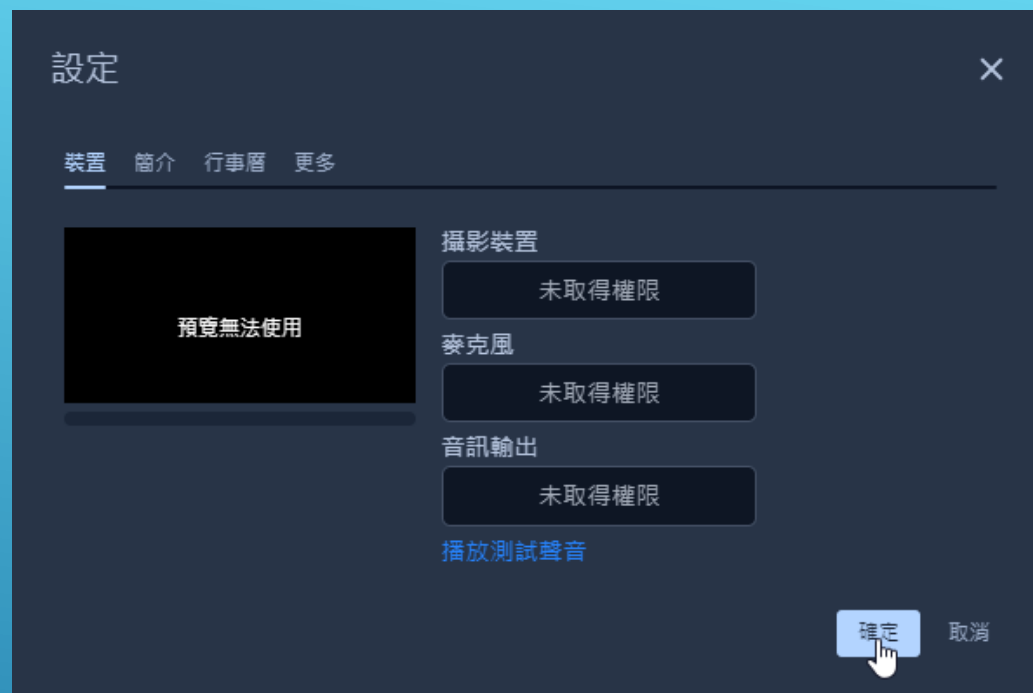 設定
裝置 簡介 行事曆 更多
預覽無法使用
攝影裝置
未取得權限
麥克風
未取得權限
音訊輸出
未取得權限
播放測試聲音
確定 取消